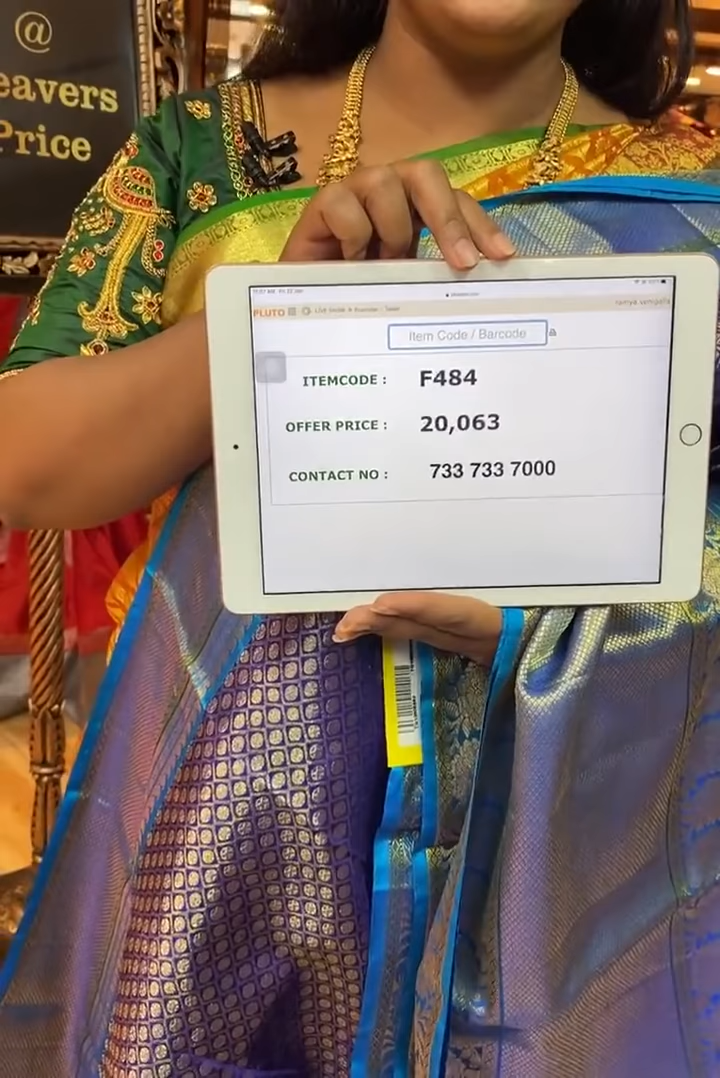 @
eavers
Price
PLUTO
Item Code / Barcode
ITEMCODE : F484
OFFER PRICE : 20,063
CONTACT NO : 733 733 7000